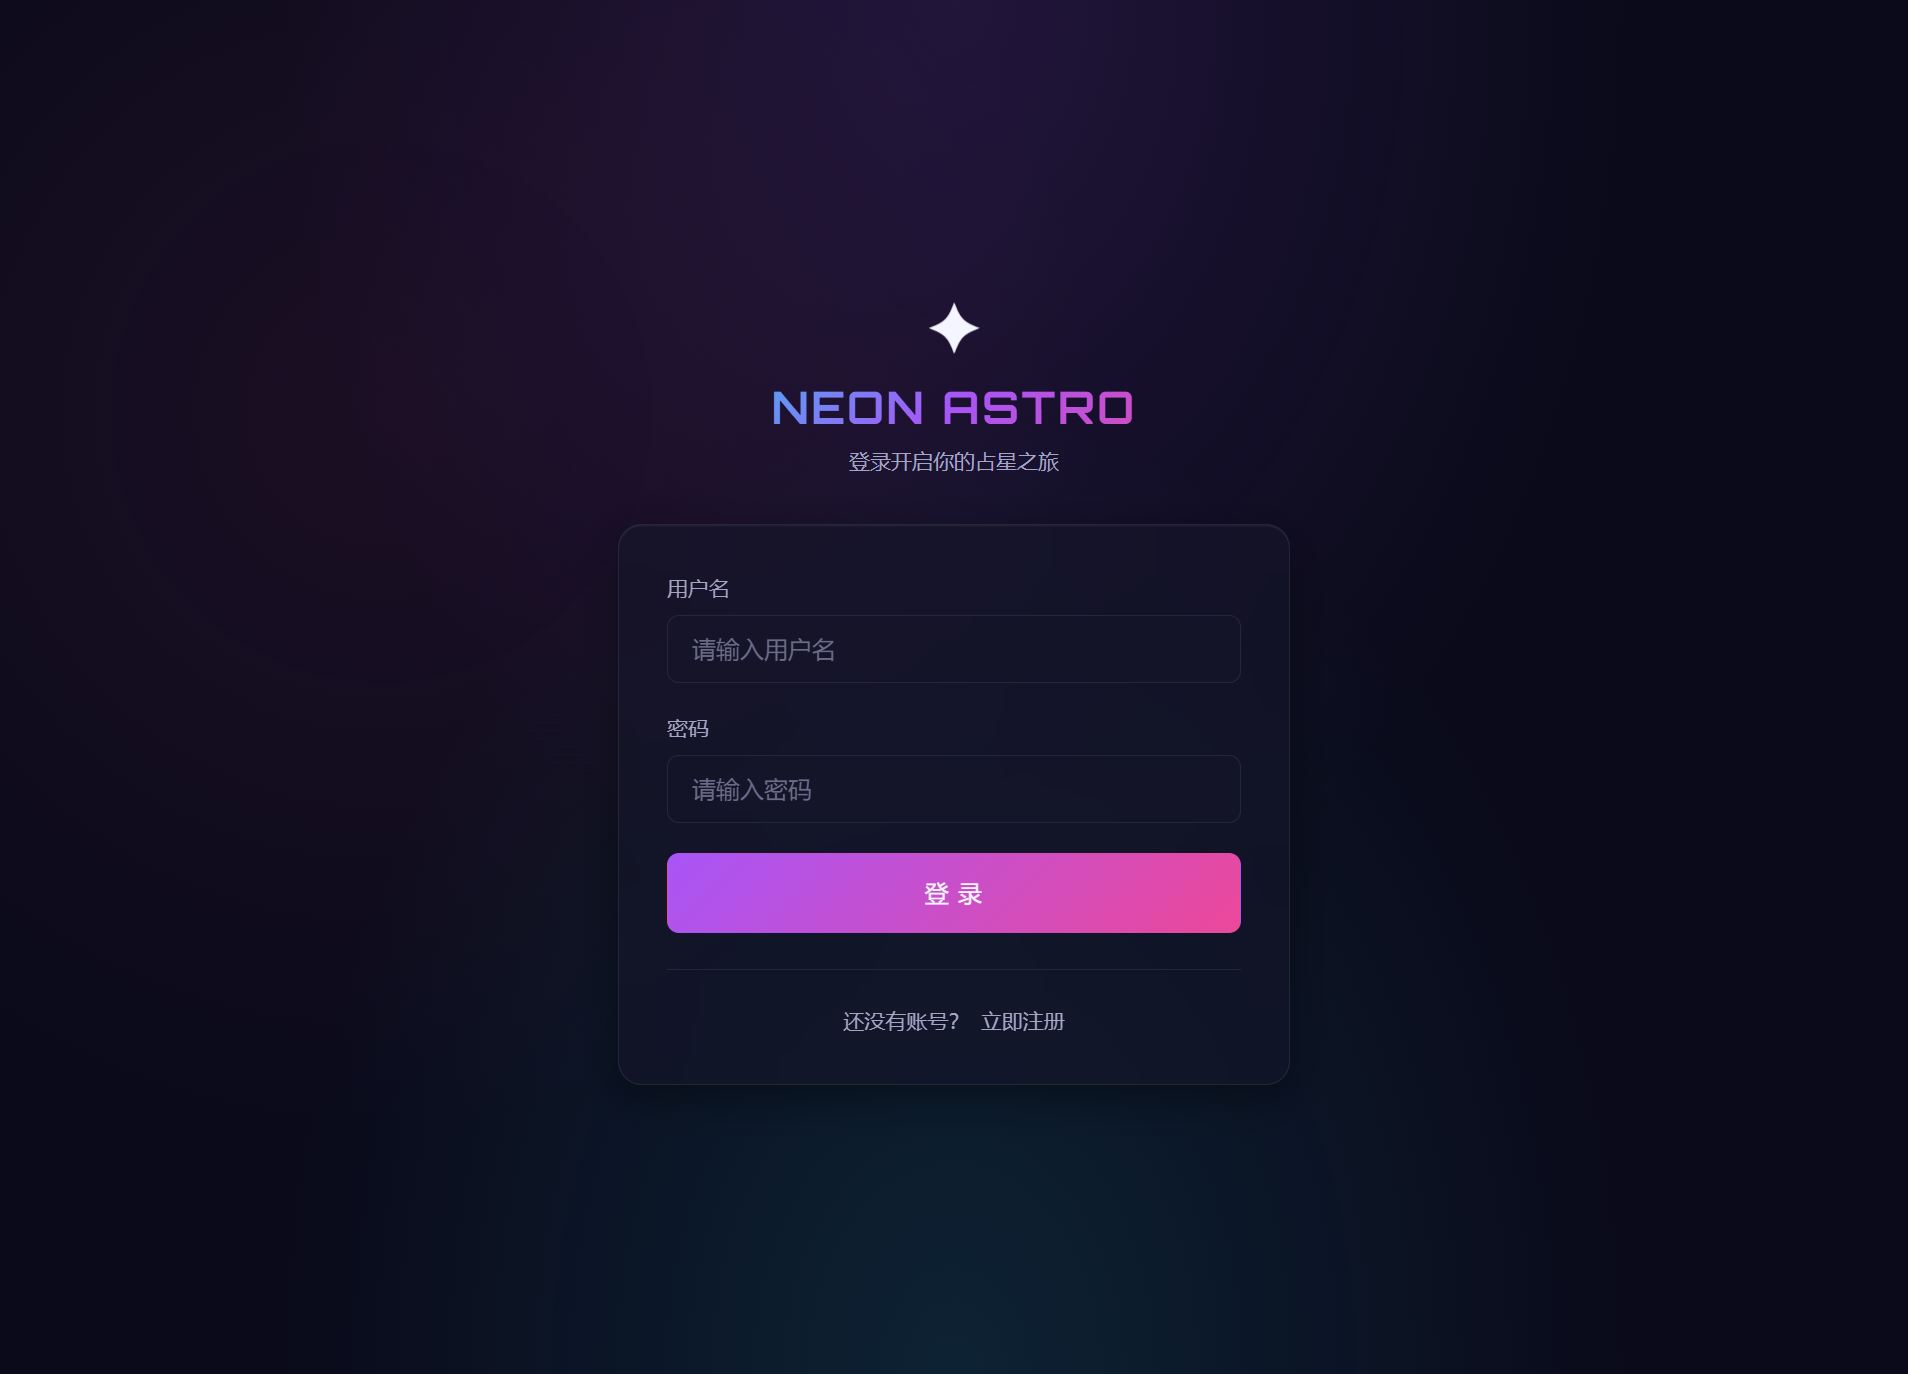 NEON ASTRO
登录开启你的占星之旅
用户名
请输入用户名
密码
请输入密码
登 录
还没有账号? 立即注册